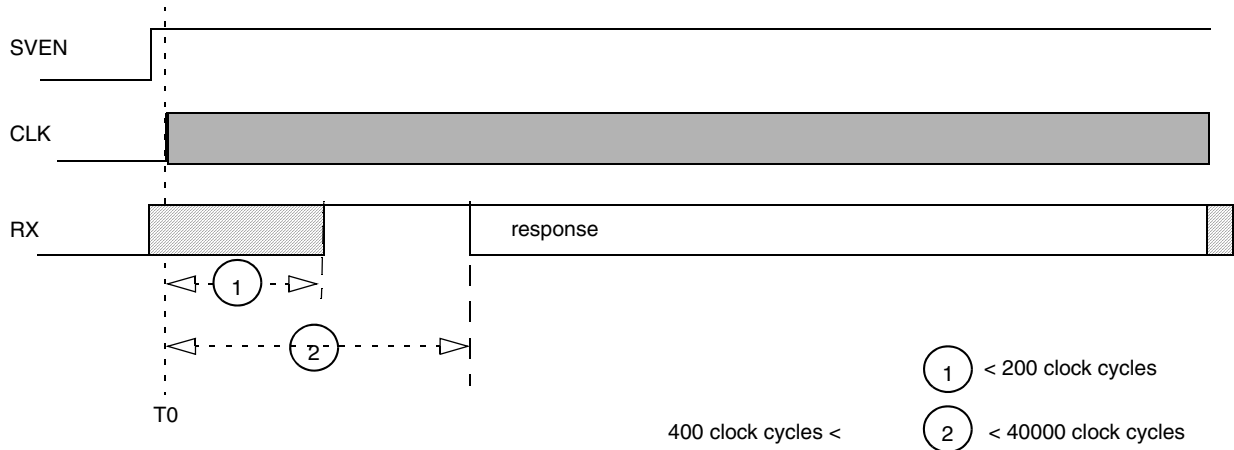 SVEN
CLK
RX
response
1
2
T0
1 < 200 clock cycles
400 clock cycles < 2 < 40000 clock cycles